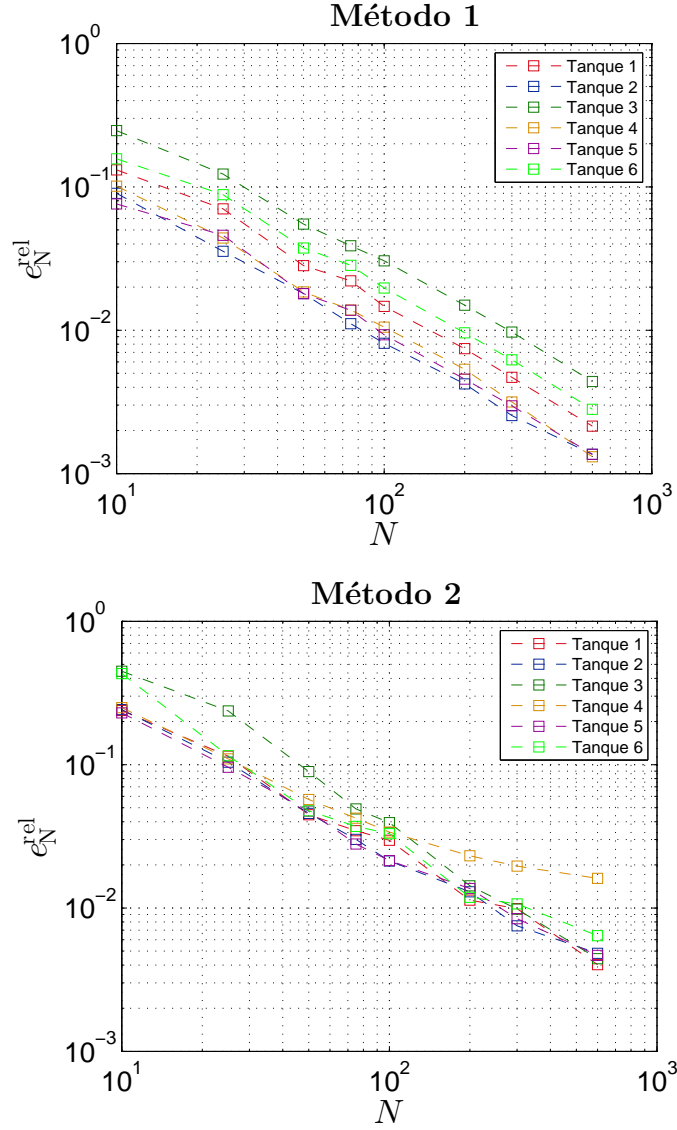 Método 1
10^0
10^-1
10^-2
10^-3
e_N^rel
10^1
10^2
10^3
N
Tanque 1
Tanque 2
Tanque 3
Tanque 4
Tanque 5
Tanque 6
Método 2
10^0
10^-1
10^-2
10^-3
e_N^rel
10^1
10^2
10^3
N
Tanque 1
Tanque 2
Tanque 3
Tanque 4
Tanque 5
Tanque 6